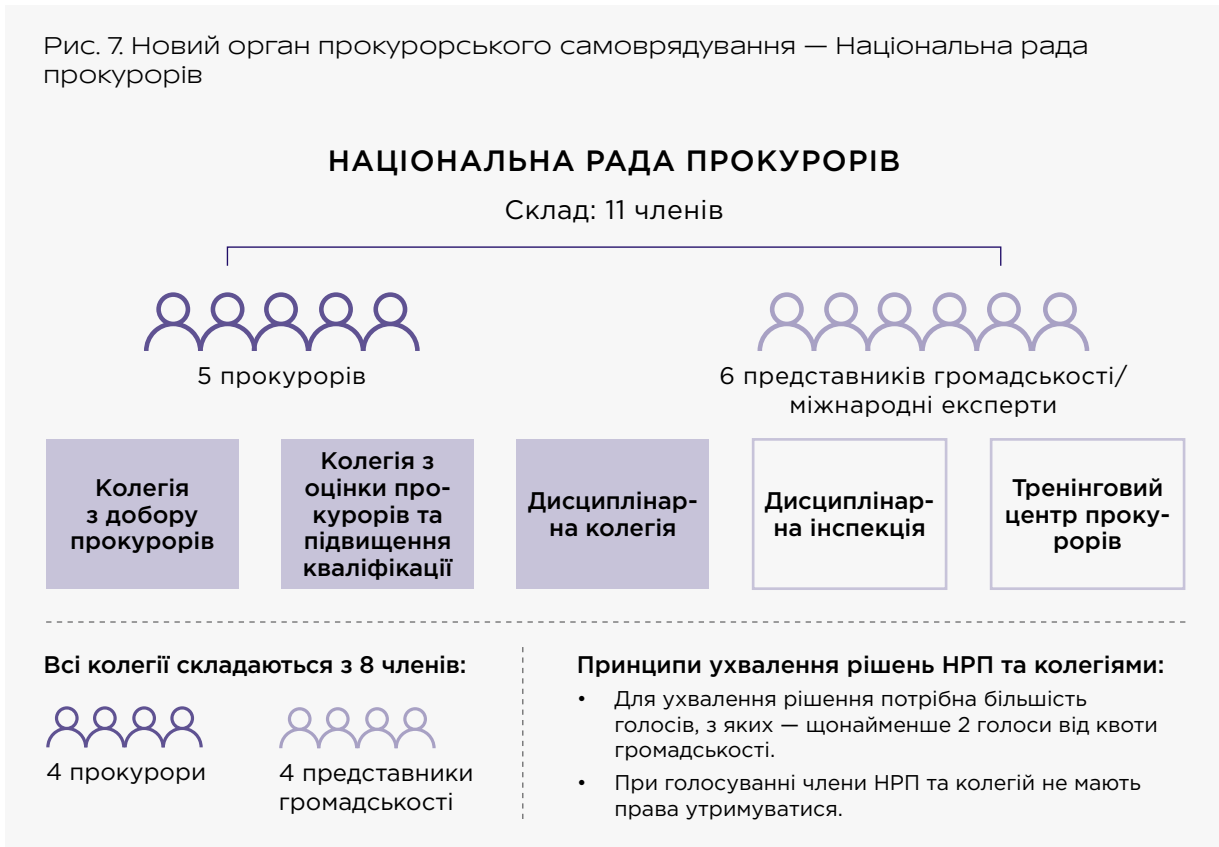 Рис. 7. Новий орган прокурорського самоврядування — Національна рада
прокурорів
НАЦІОНАЛЬНА РАДА ПРОКУРОРІВ
Склад: 11 членів
5 прокурорів
6 представників громадськості/
міжнародні експерти
Колегія
з добору
прокурорів
Колегія з
оцінки про-
курорів та
підвищення
кваліфікації
Дисциплінар-
на колегія
Дисциплінар-
на інспекція
Тренінговий
центр проку-
рорів
Всі колегії складаються з 8 членів:
4 прокурори
4 представники
громадськості
Принципи ухвалення рішень НРП та колегіями:
• Для ухвалення рішення потрібна більшість
голосів, з яких — щонайменше 2 голоси від квоти
громадськості.
• При голосуванні члени НРП та колегій не мають
права утримуватися.